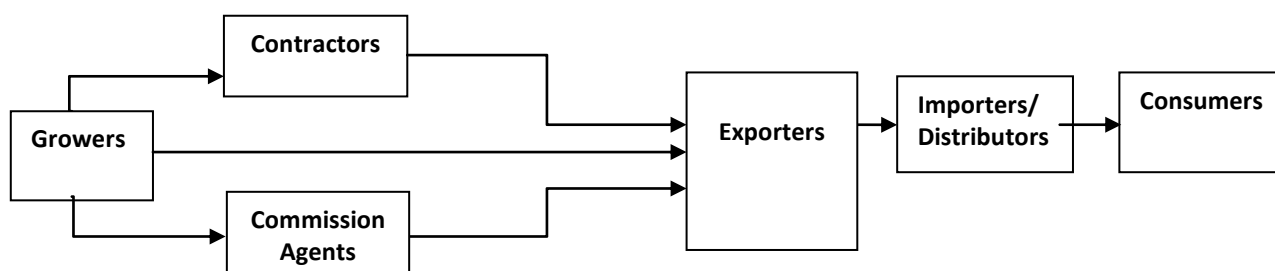 Contractors
Growers
Commission
Agents
Exporters
Importers/
Distributors
Consumers